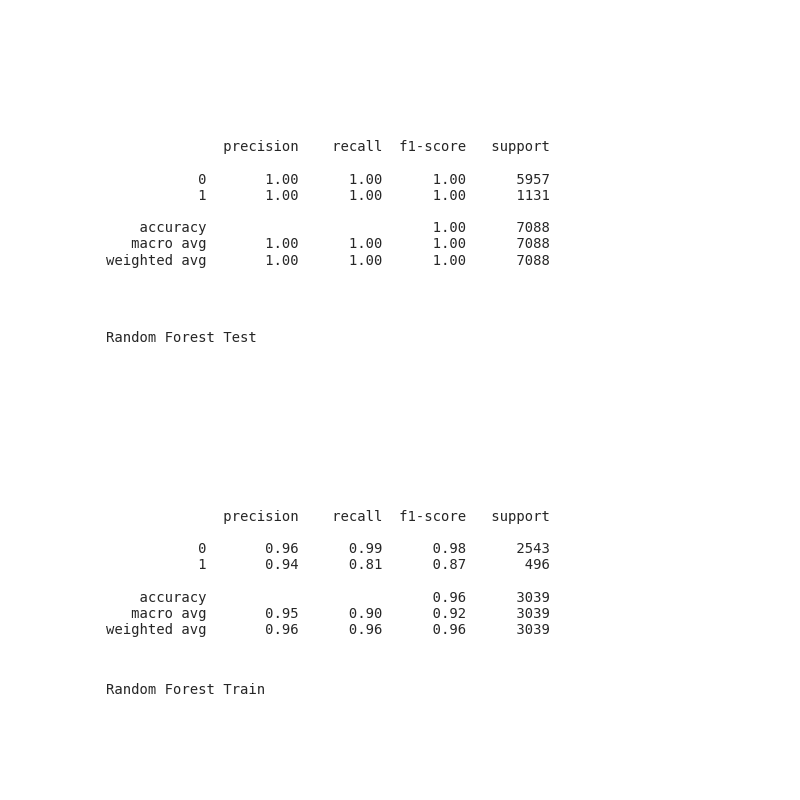 precision recall f1-score support
0 1.00 1.00 1.00 5957
1 1.00 1.00 1.00 1131
accuracy 1.00 7088
macro avg 1.00 1.00 1.00 7088
weighted avg 1.00 1.00 1.00 7088
Random Forest Test
precision recall f1-score support
0 0.96 0.99 0.98 2543
1 0.94 0.81 0.87 496
accuracy 0.96 3039
macro avg 0.95 0.90 0.92 3039
weighted avg 0.96 0.96 0.96 3039
Random Forest Train